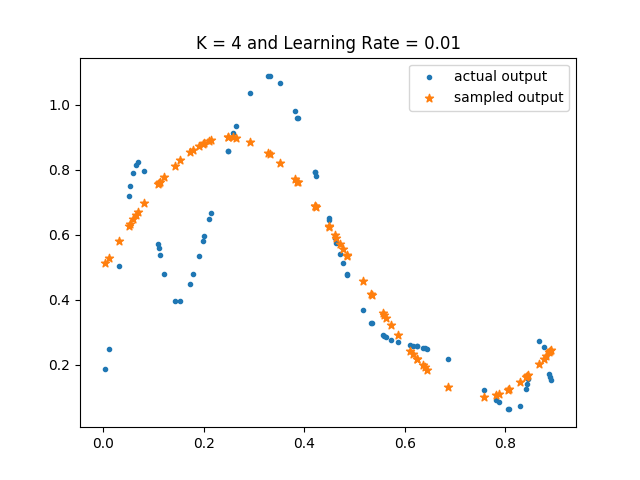 K = 4 and Learning Rate = 0.01
actual output
sampled output
1.0
0.8
0.6
0.4
0.2
0.0 0.2 0.4 0.6 0.8